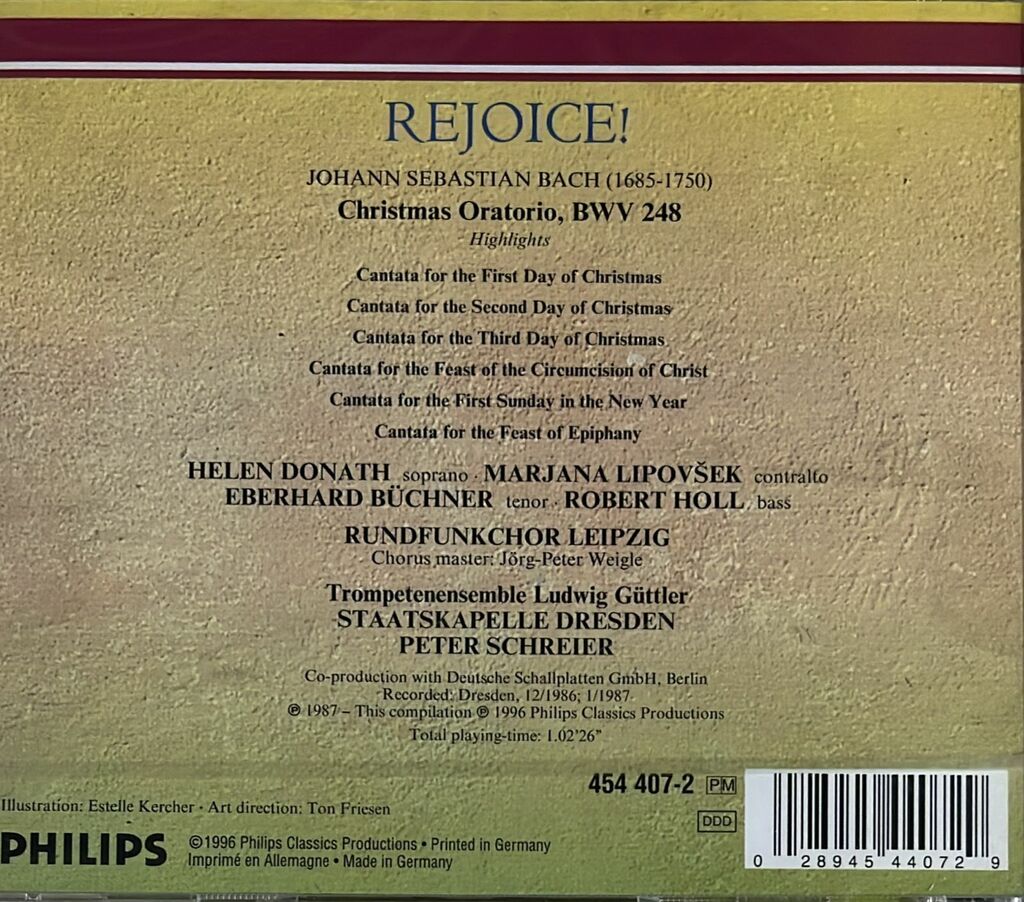 REJOICE!
JOHANN SEBASTIAN BACH (1685-1750)
Christmas Oratorio, BWV 248
Highlights
Cantata for the First Day of Christmas
Cantata for the Second Day of Christmas
Cantata for the Third Day of Christmas
Cantata for the Feast of the Circumcision of Christ
Cantata for the First Sunday in the New Year
Cantata for the Feast of Epiphany
HELEN DONATH soprano · MARJANA LIPOVŠEK contralto
EBERHARD BÜCHNER tenor · ROBERT HOLL bass
RUNDFUNKCHOR LEIPZIG
Chorus master: Jörg-Peter Weigle
Trompetenensemble Ludwig Güttler
STAATSKAPELLE DRESDEN
PETER SCHREIER
Co-production with Deutsche Schallplatten GmbH, Berlin
Recorded: Dresden, 12/1986; 1/1987
℗ 1987 – This compilation ℗ 1996 Philips Classics Productions
Total playing-time: 1.02'26"
454 407-2 PM
DDD
Illustration: Estelle Kercher · Art direction: Ton Friesen
PHILIPS
©1996 Philips Classics Productions • Printed in Germany
Imprimé en Allemagne • Made in Germany
0 28945 44072 9